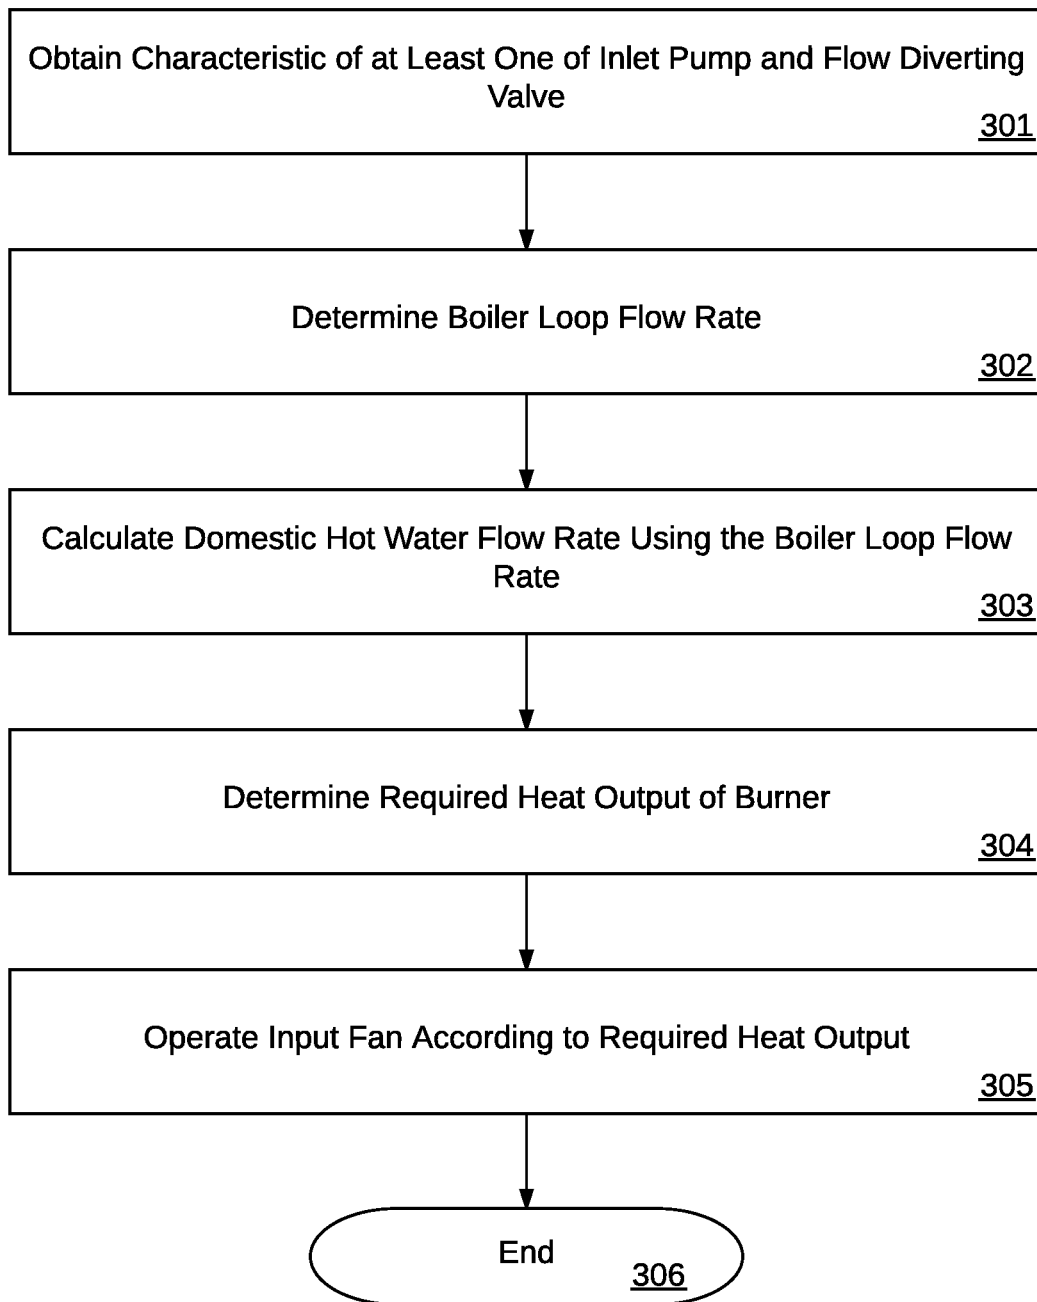 Obtain Characteristic of at Least One of Inlet Pump and Flow Diverting
Valve
301
Determine Boiler Loop Flow Rate
302
Calculate Domestic Hot Water Flow Rate Using the Boiler Loop Flow
Rate
303
Determine Required Heat Output of Burner
304
Operate Input Fan According to Required Heat Output
305
End
306